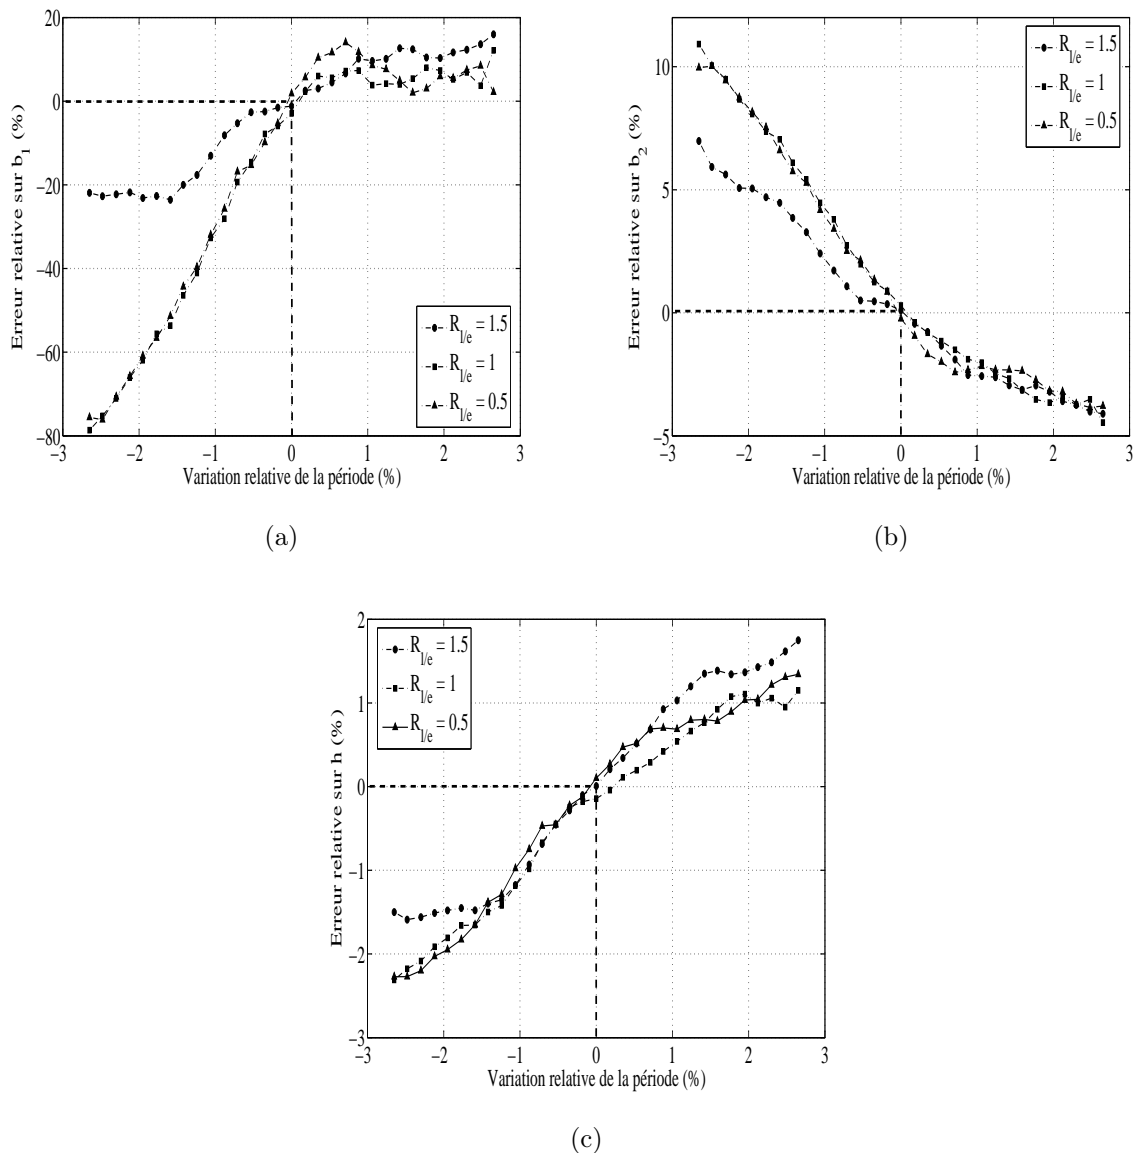 20
10
0
−20
−40
−60
−80
−3
−2
−1
0
1
2
3
Erreur relative sur b1 (%)
Variation relative de la période (%)
Rl/e = 1.5
Rl/e = 1
Rl/e = 0.5
(a)
10
5
0
−5
−3
−2
−1
0
1
2
3
Erreur relative sur b2 (%)
Variation relative de la période (%)
Rl/e = 1.5
Rl/e = 1
Rl/e = 0.5
(b)
2
1
0
−1
−2
−3
−3
−2
−1
0
1
2
3
Erreur relative sur h (%)
Variation relative de la période (%)
Rl/e = 1.5
Rl/e = 1
Rl/e = 0.5
(c)